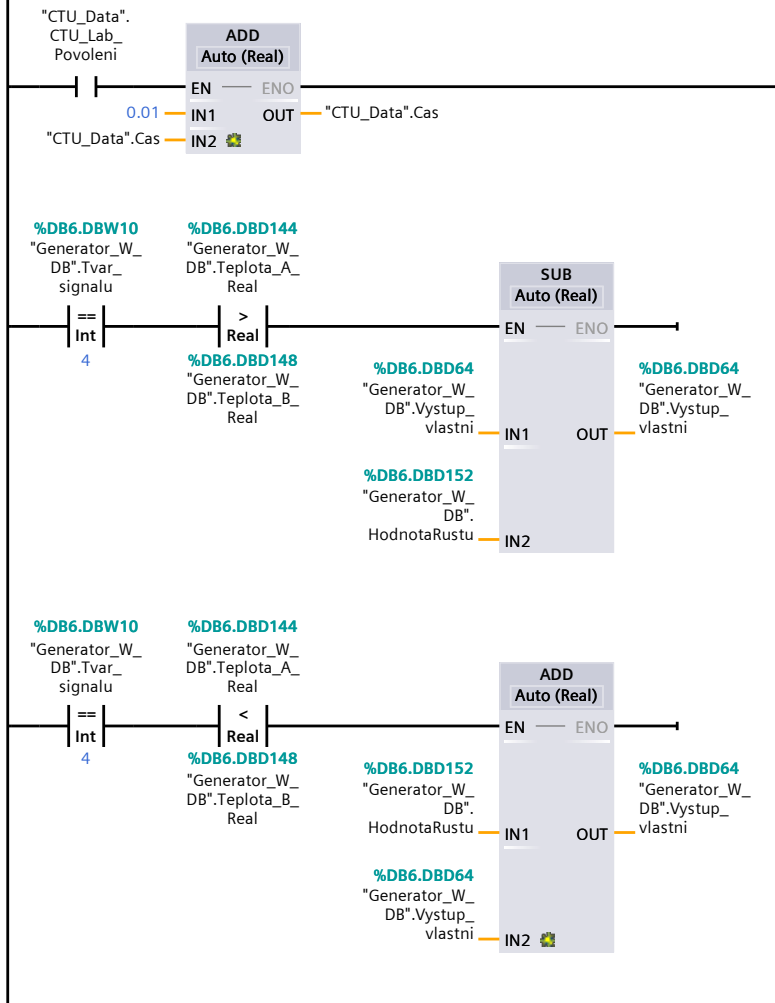 "CTU_Data".
CTU_Lab_
Povoleni
ADD
Auto (Real)
EN
ENO
0.01
IN1
OUT
"CTU_Data".Cas
"CTU_Data".Cas
IN2
%DB6.DBW10
"Generator_W_
DB".Tvar_
signalu
==
Int
4
%DB6.DBD144
"Generator_W_
DB".Teplota_A_
Real
>
Real
%DB6.DBD148
"Generator_W_
DB".Teplota_B_
Real
SUB
Auto (Real)
EN
ENO
%DB6.DBD64
"Generator_W_
DB".Vystup_
vlastni
IN1
OUT
%DB6.DBD64
"Generator_W_
DB".Vystup_
vlastni
%DB6.DBD152
"Generator_W_
DB".
HodnotaRustu
IN2
%DB6.DBW10
"Generator_W_
DB".Tvar_
signalu
==
Int
4
%DB6.DBD144
"Generator_W_
DB".Teplota_A_
Real
<
Real
%DB6.DBD148
"Generator_W_
DB".Teplota_B_
Real
ADD
Auto (Real)
EN
ENO
%DB6.DBD152
"Generator_W_
DB".
HodnotaRustu
IN1
OUT
%DB6.DBD64
"Generator_W_
DB".Vystup_
vlastni
%DB6.DBD64
"Generator_W_
DB".Vystup_
vlastni
IN2